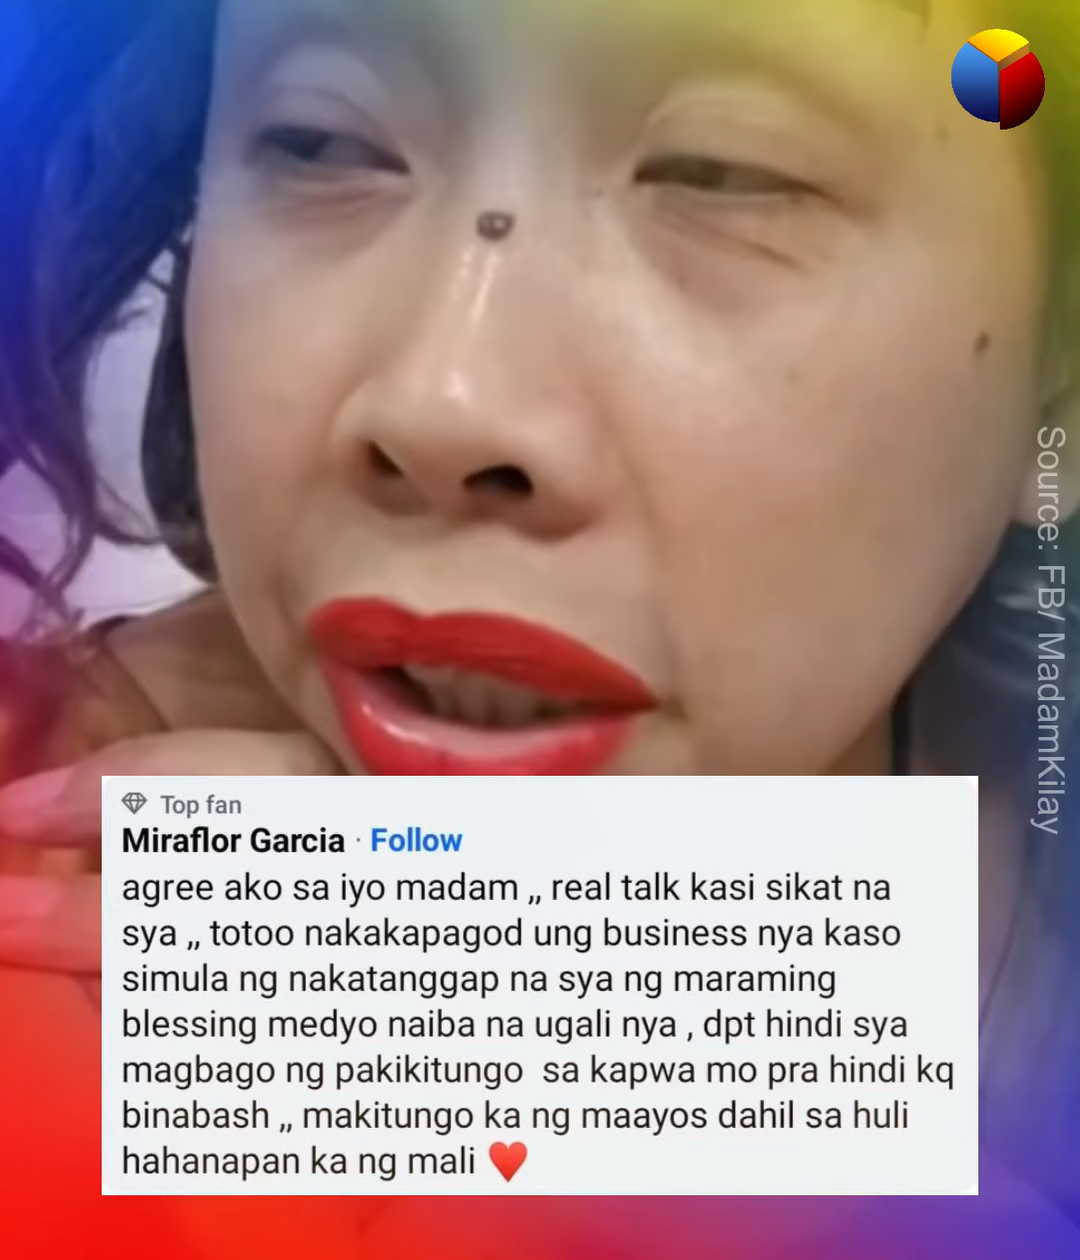 Top fan
Miraflor Garcia · Follow
agree ako sa iyo madam ,, real talk kasi sikat na
sya ,, totoo nakakapagod ung business nya kaso
simula ng nakatanggap na sya ng maraming
blessing medyo naiba na ugali nya , dpt hindi sya
magbago ng pakikitungo  sa kapwa mo pra hindi kq
binabash ,, makitungo ka ng maayos dahil sa huli
hahanapan ka ng mali ❤️
Source: FB/ MadamKilay